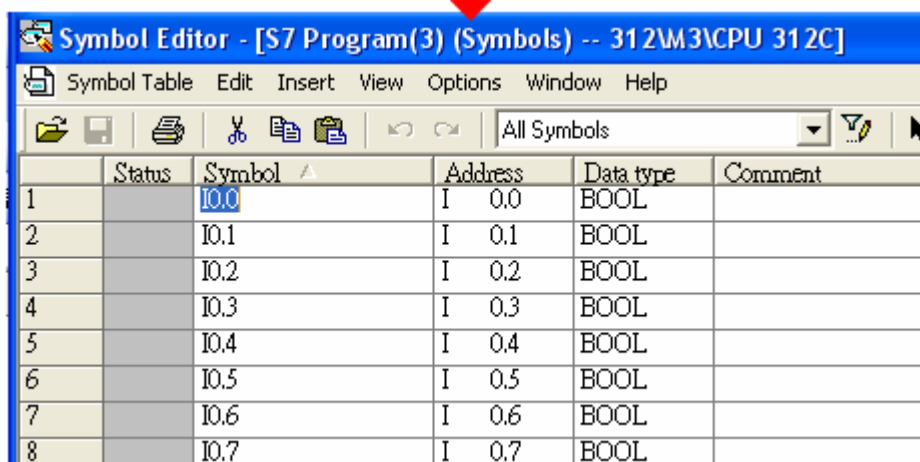 Symbol Editor - [S7 Program(3) (Symbols) -- 312\M3\CPU 312C]
Symbol Table Edit Insert View Options Window Help
All Symbols
Status Symbol Address Data type Comment
1 I0.0 I 0.0 BOOL
2 I0.1 I 0.1 BOOL
3 I0.2 I 0.2 BOOL
4 I0.3 I 0.3 BOOL
5 I0.4 I 0.4 BOOL
6 I0.5 I 0.5 BOOL
7 I0.6 I 0.6 BOOL
8 I0.7 I 0.7 BOOL